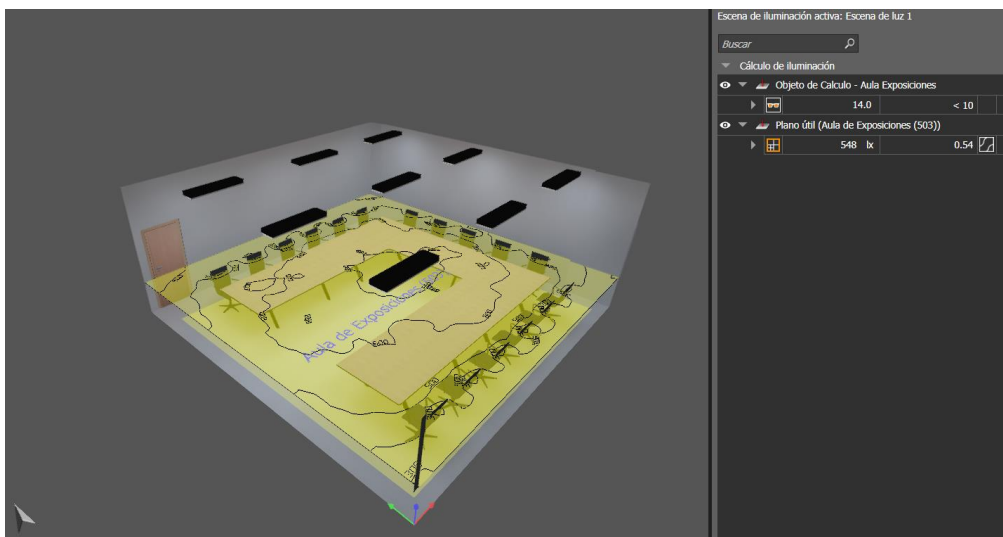 Escena de iluminación activa: Escena de luz 1
Buscar
Cálculo de iluminación
Objeto de Calculo - Aula Exposiciones
14.0 < 10
Plano útil (Aula de Exposiciones (503))
548 lx 0.54
Aula de Exposiciones